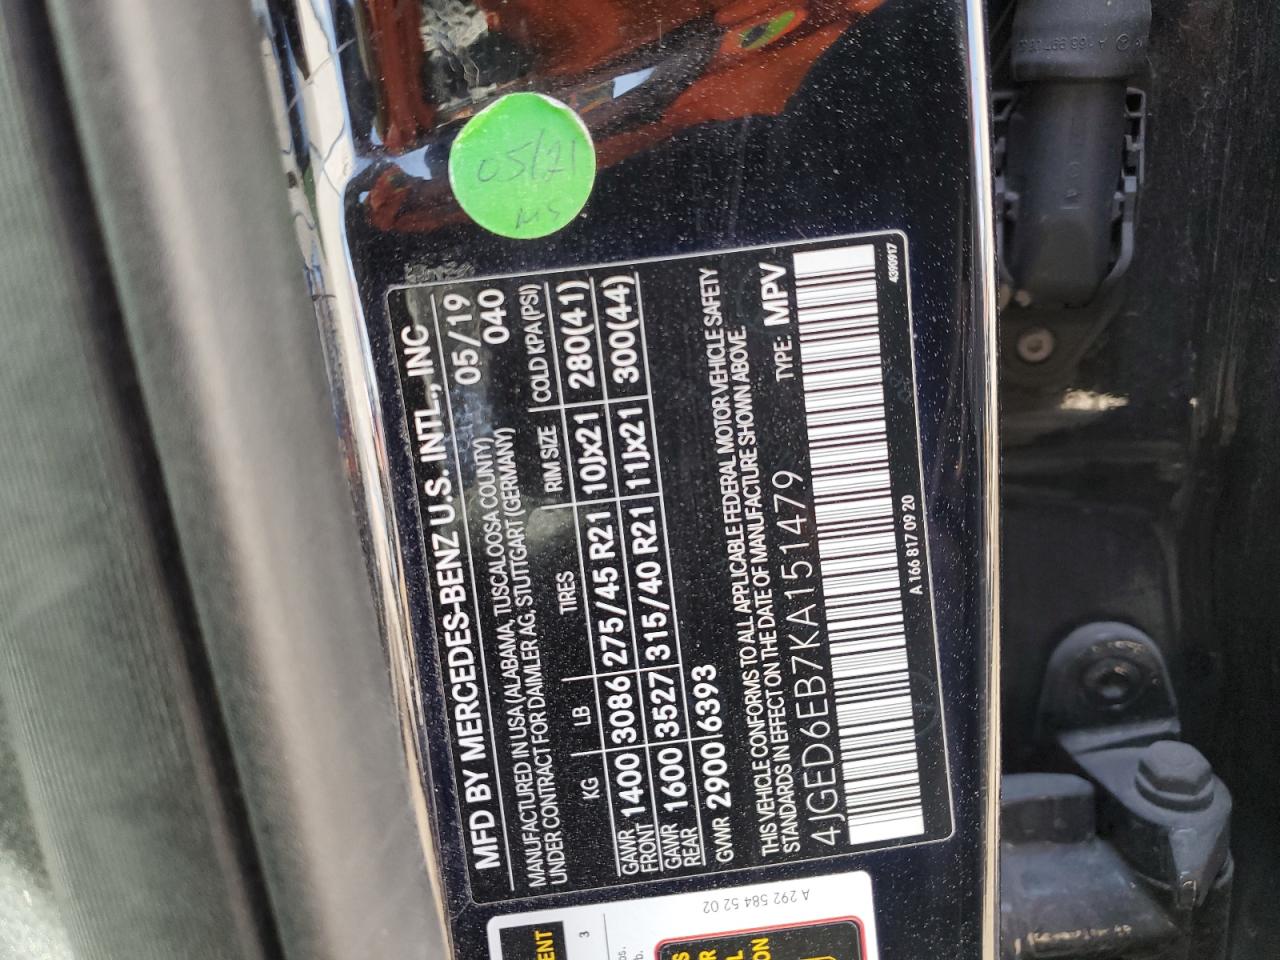 05/21
MS
MFD BY MERCEDES-BENZ U.S. INTL., INC
05/19
MANUFACTURED IN USA (ALABAMA, TUSCALOOSA COUNTY)
UNDER CONTRACT FOR DAIMLER AG, STUTTGART (GERMANY)
040
KG LB TIRES RIM SIZE COLD KPA (PSI)
GAWR FRONT 1400 3086 275/45 R21 10Jx21 280(41)
GAWR REAR 1600 3527 315/40 R21 11Jx21 300(44)
GVWR 2900 6393
THIS VEHICLE CONFORMS TO ALL APPLICABLE FEDERAL MOTOR VEHICLE SAFETY
STANDARDS IN EFFECT ON THE DATE OF MANUFACTURE SHOWN ABOVE.
4JGED6EB7KA151479 TYPE: MPV
A 166 817 09 20
4390917
A 292 584 52 02
3